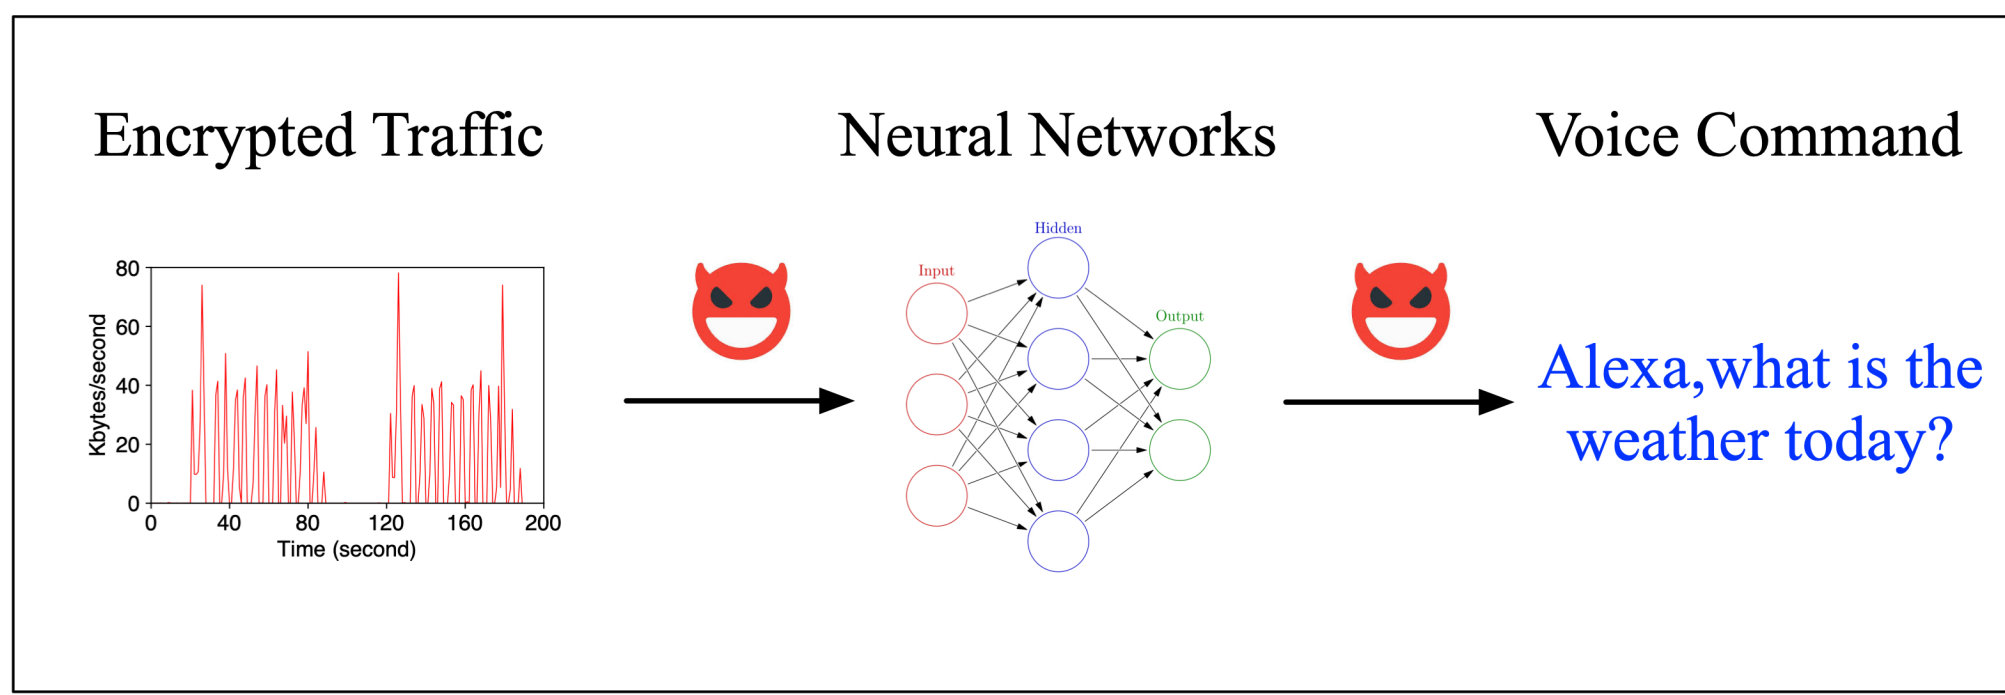 Encrypted Traffic
Neural Networks
Voice Command
80
60
40
20
0
Kbytes/second
0 40 80 120 160 200
Time (second)
Input
Hidden
Output
Alexa,what is the
weather today?